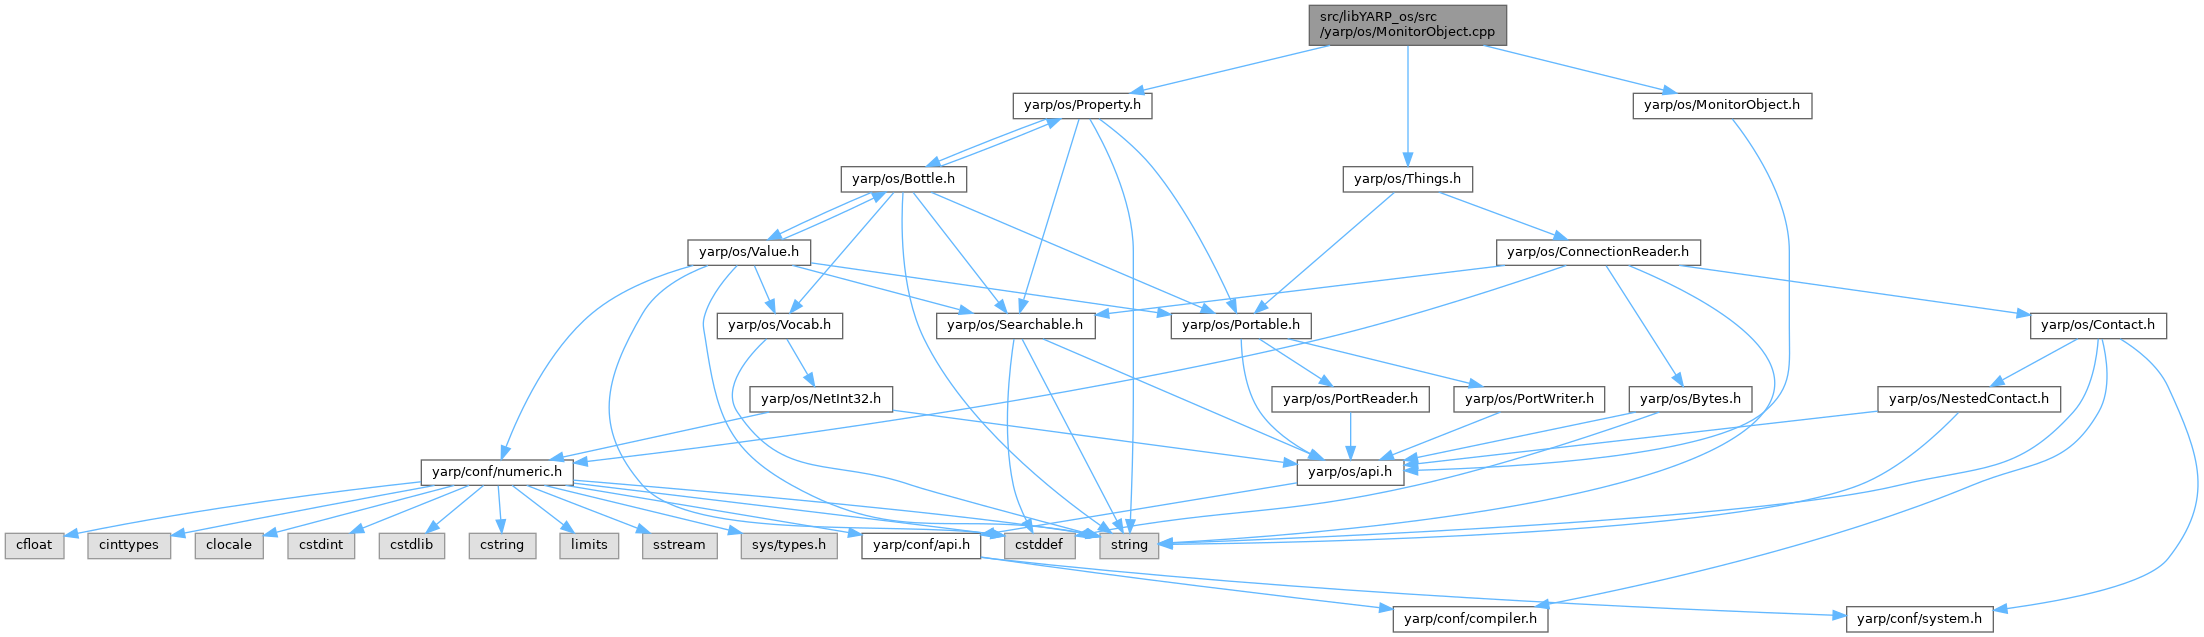 src/libYARP_os/src
/yarp/os/MonitorObject.cpp
yarp/os/Property.h
yarp/os/MonitorObject.h
yarp/os/Bottle.h
yarp/os/Things.h
yarp/os/Value.h
yarp/os/ConnectionReader.h
yarp/os/Vocab.h
yarp/os/Searchable.h
yarp/os/Portable.h
yarp/os/Contact.h
yarp/os/NetInt32.h
yarp/os/PortReader.h
yarp/os/PortWriter.h
yarp/os/Bytes.h
yarp/os/NestedContact.h
yarp/conf/numeric.h
yarp/os/api.h
cfloat
cinttypes
clocale
cstdint
cstdlib
cstring
limits
sstream
sys/types.h
yarp/conf/api.h
cstddef
string
yarp/conf/compiler.h
yarp/conf/system.h